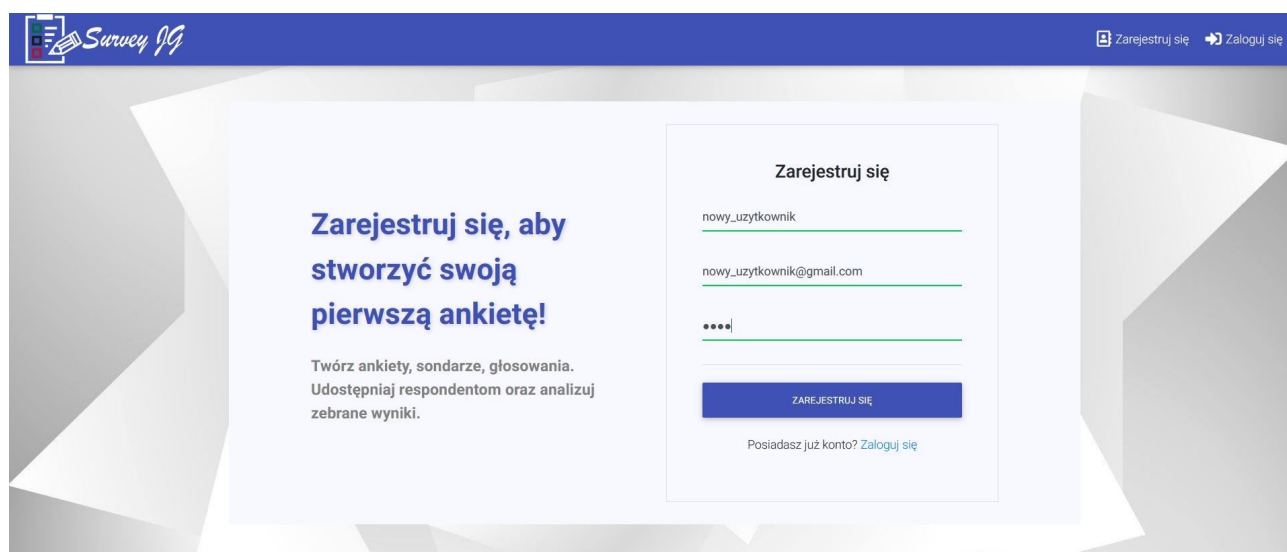 Survey JG
Zarejestruj się
Zaloguj się
Zarejestruj się, aby
stworzyć swoją
pierwszą ankietę!
Twórz ankiety, sondarze, głosowania.
Udostępniaj respondentom oraz analizuj
zebrane wyniki.
Zarejestruj się
nowy_uzytkownik
nowy_uzytkownik@gmail.com
••••
ZAREJESTRUJ SIĘ
Posiadasz już konto? Zaloguj się